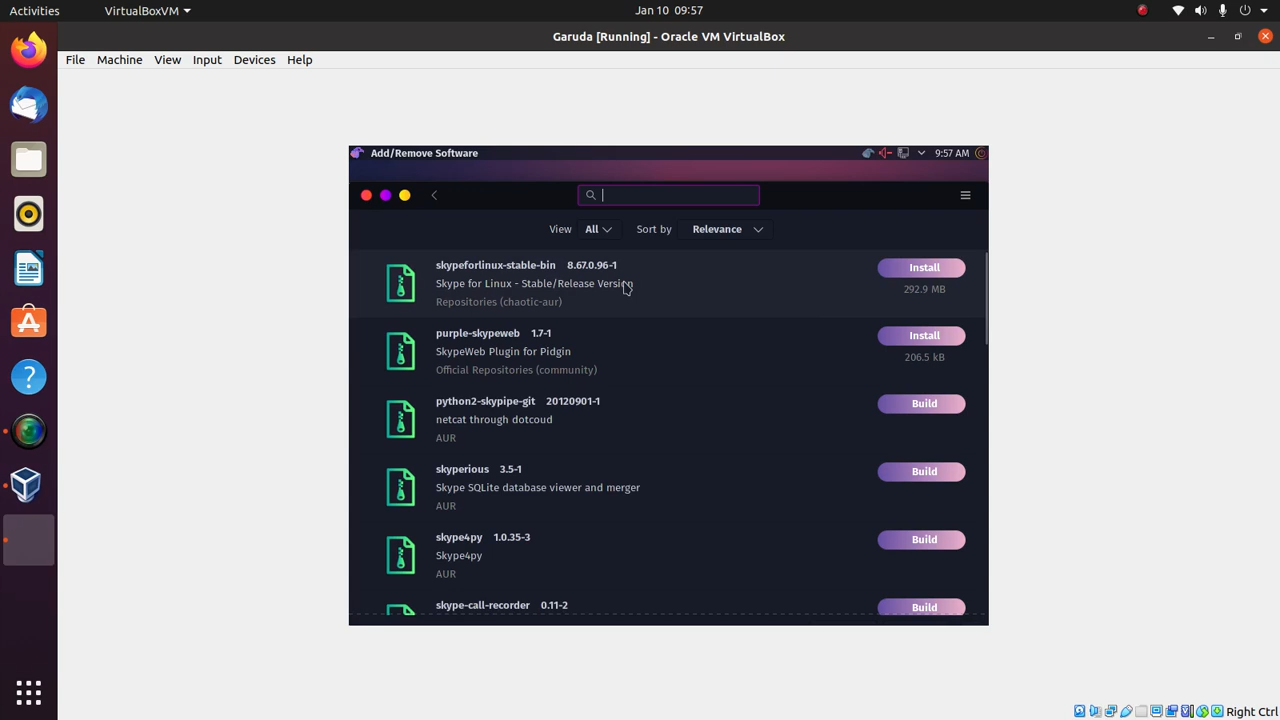 Activities VirtualBoxVM Jan 10 09:57
Garuda [Running] - Oracle VM VirtualBox
File Machine View Input Devices Help
Add/Remove Software 9:57 AM
View All Sort by Relevance
skypeforlinux-stable-bin 8.67.0.96-1 Install
Skype for Linux - Stable/Release Version 292.9 MB
Repositories (chaotic-aur)
purple-skypeweb 1.7-1 Install
SkypeWeb Plugin for Pidgin 206.5 kB
Official Repositories (community)
python2-skypipe-git 20120901-1 Build
netcat through dotcoud
AUR
skyperious 3.5-1 Build
Skype SQLite database viewer and merger
AUR
skype4py 1.0.35-3 Build
Skype4py
AUR
skype-call-recorder 0.11-2 Build
Right Ctrl